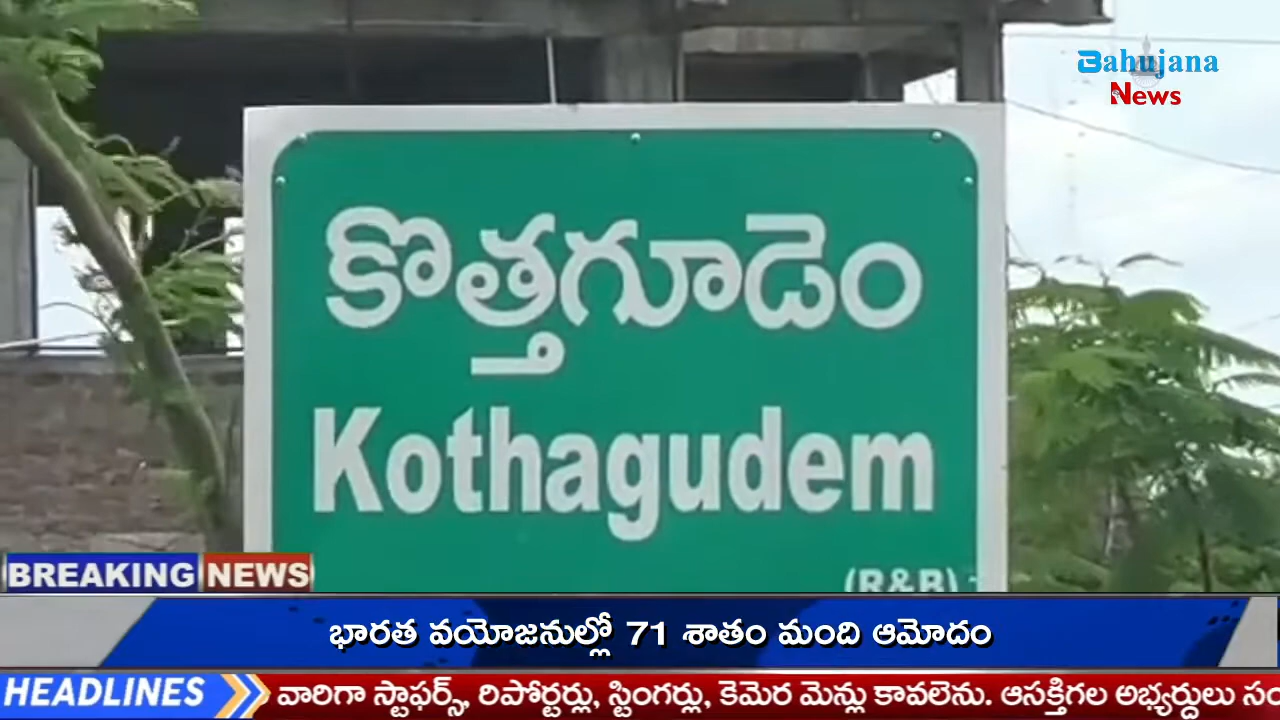 Bahujana
News
కొత్తగూడెం
Kothagudem
(R&B)
BREAKING NEWS
భారత వయోజనుల్లో 71 శాతం మంది ఆమోదం
HEADLINES వారిగా స్టాఫర్స్, రిపోర్టర్లు, స్టింగర్లు, కెమెర మెన్లు కావలెను. ఆసక్తిగల అభ్యర్థులు సం